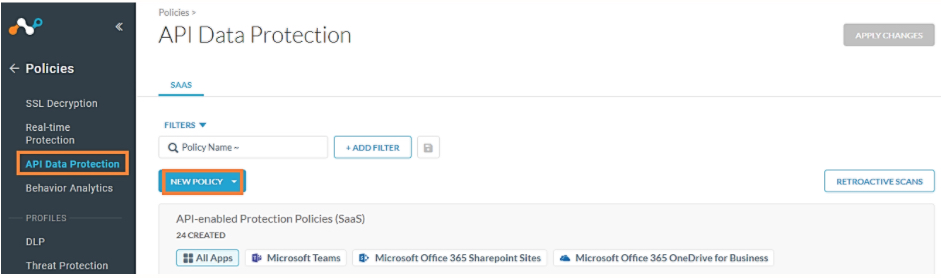 Policies >
API Data Protection
APPLY CHANGES
← Policies
SSL Decryption
Real-time
Protection
API Data Protection
Behavior Analytics
PROFILES
DLP
Threat Protection
SAAS
FILTERS
Policy Name ~
+ ADD FILTER
NEW POLICY
RETROACTIVE SCANS
API-enabled Protection Policies (SaaS)
24 CREATED
All Apps
Microsoft Teams
Microsoft Office 365 Sharepoint Sites
Microsoft Office 365 OneDrive for Business